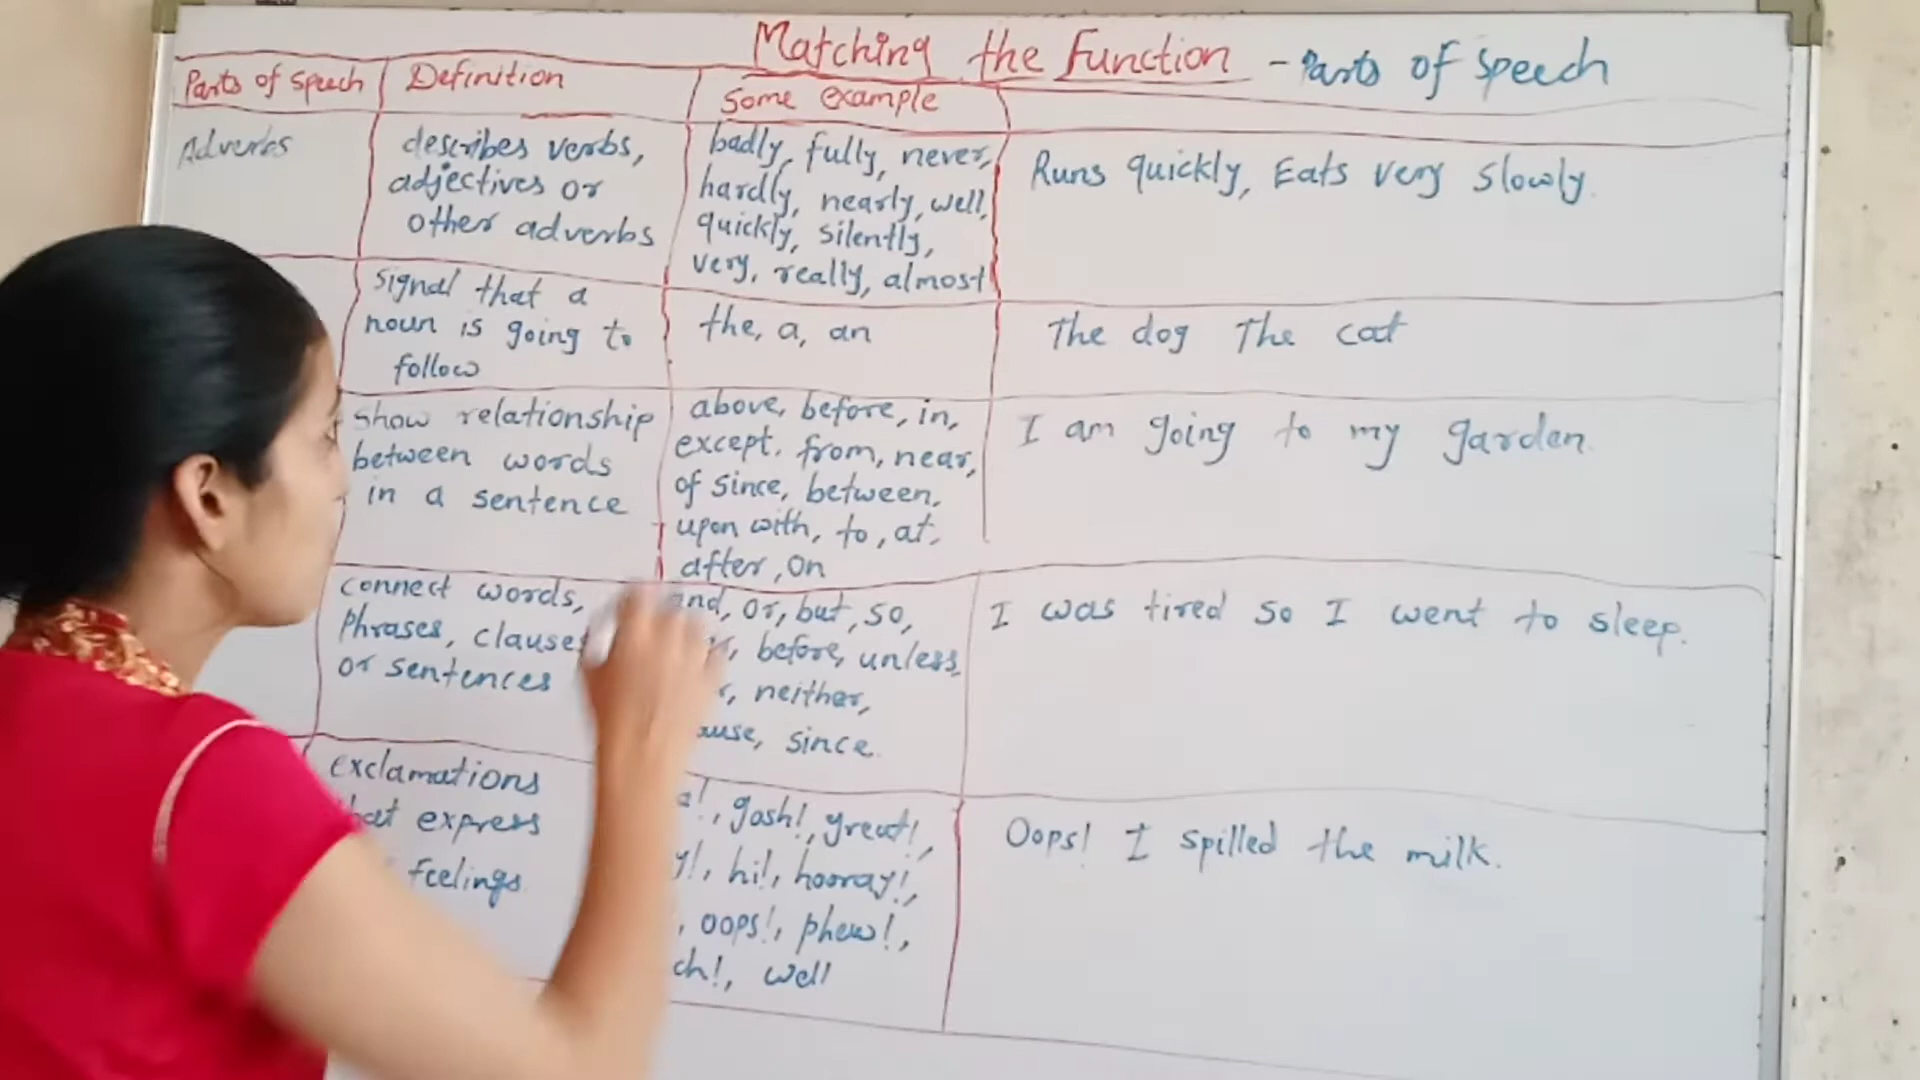 Matching the Function - Parts of Speech
Parts of Speech
Definition
Some example
Adverbs
describes verbs,
adjectives or
other adverbs
badly, fully, never,
hardly, nearly, well,
quickly, silently,
very, really, almost
Runs quickly, Eats very slowly.
signal that a
noun is going to
follow
the, a, an
The dog The cat
show relationship
between words
in a sentence
above, before, in,
except, from, near,
of since, between,
upon with, to, at,
after, on
I am going to my garden.
connect words,
Phrases, clauses
or sentences
and, or, but, so,
before, unless,
neither,
since.
I was tired so I went to sleep.
exclamations
express
feelings
gosh!, great!,
hi!, hooray!,
oops!, phew!,
well
Oops! I spilled the milk.